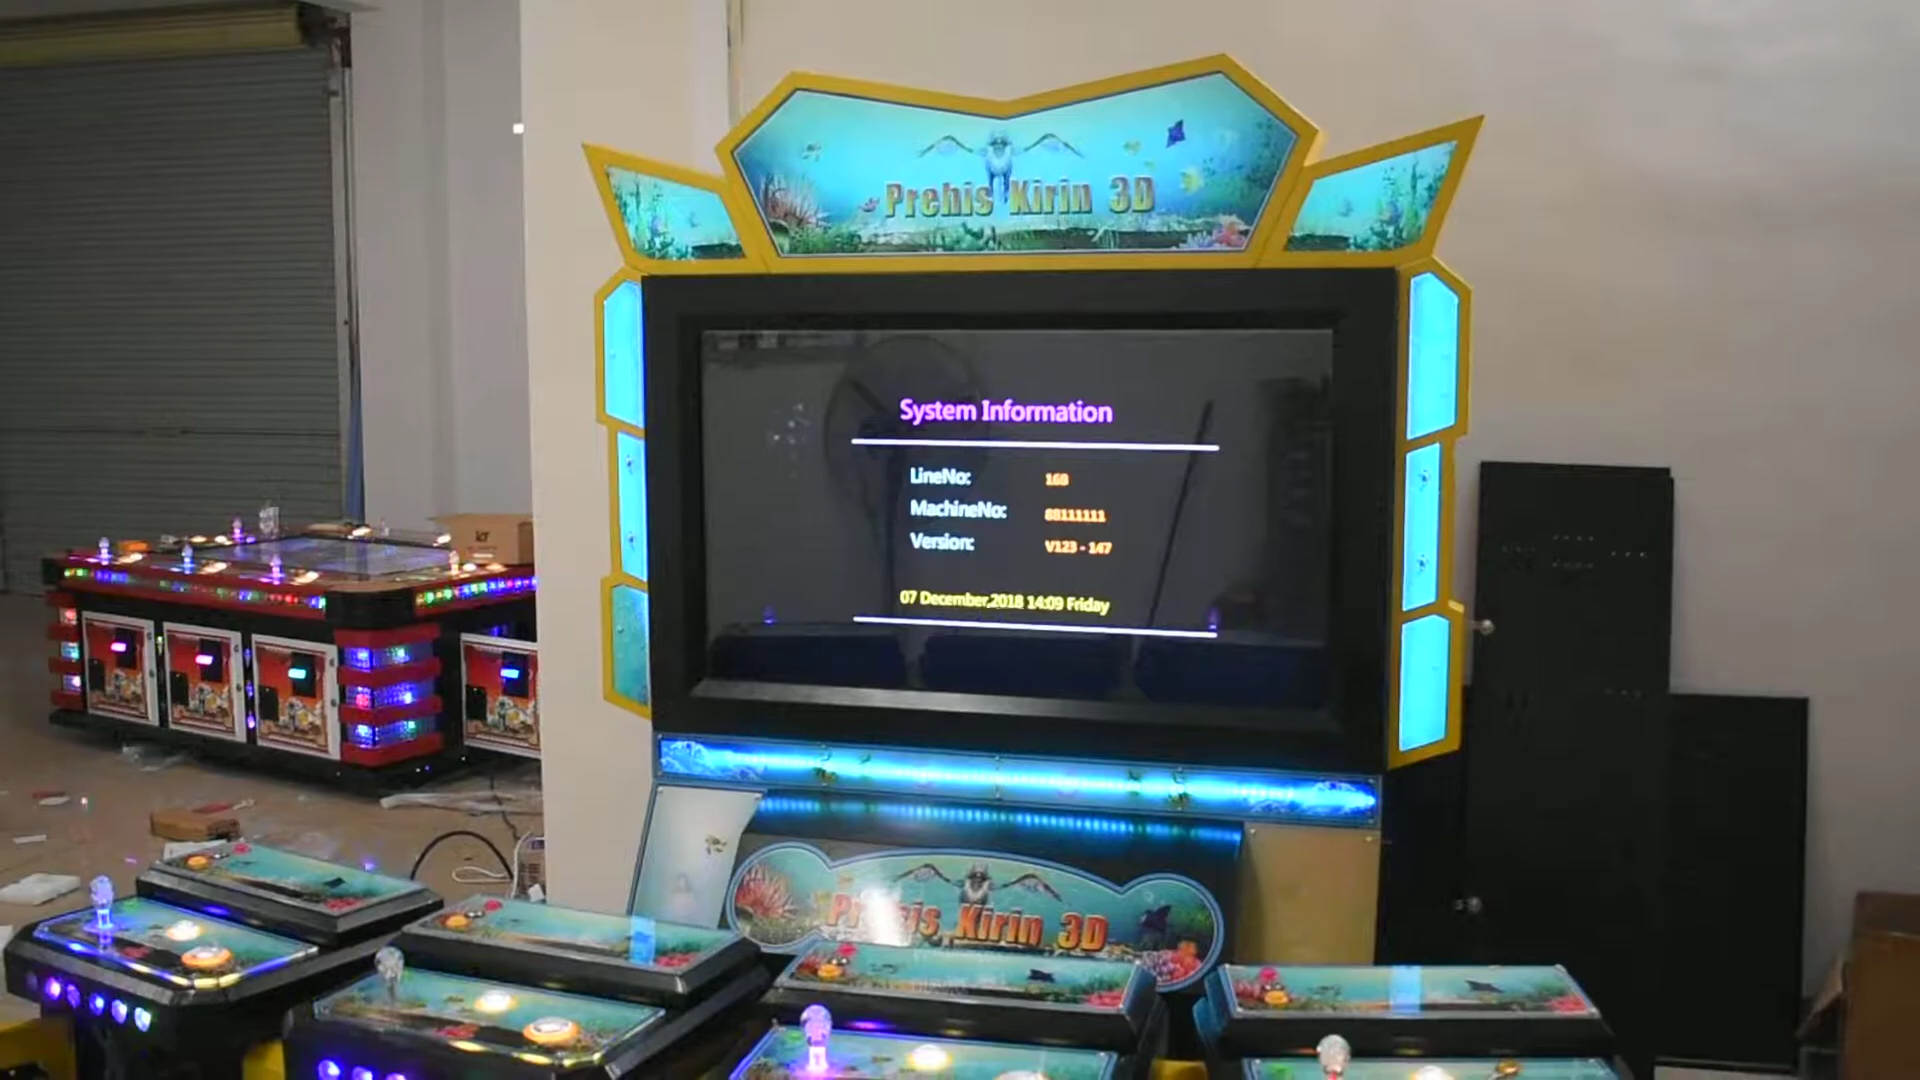 Prehis Kirin 3D
System Information
LineNo: 168
MachineNo: 88111111
Version: V123 - 147
07 December,2018 14:09 Friday
Prehis Kirin 3D